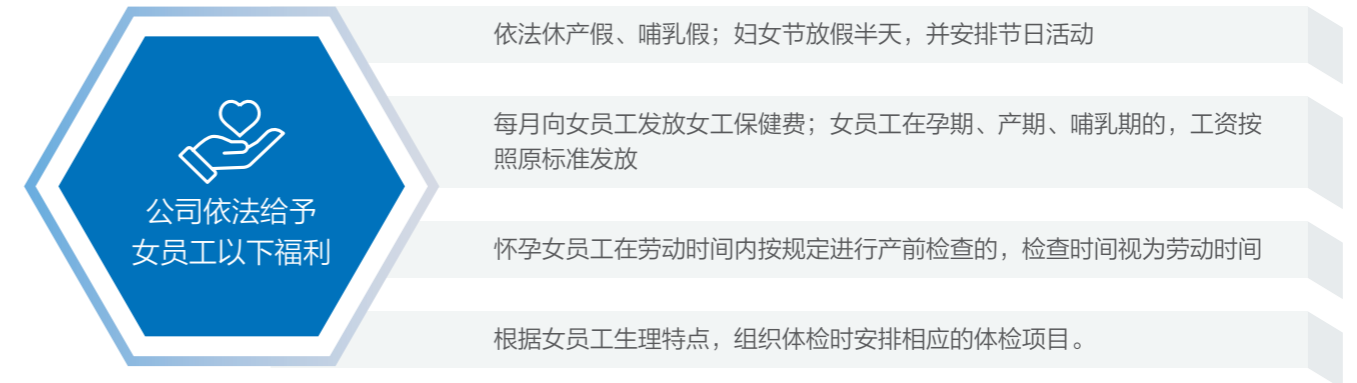 公司依法给予
女员工以下福利
依法休产假、哺乳假；妇女节放假半天，并安排节日活动
每月向女员工发放女工保健费；女员工在孕期、产期、哺乳期的，工资按
照原标准发放
怀孕女员工在劳动时间内按规定进行产前检查的，检查时间视为劳动时间
根据女员工生理特点，组织体检时安排相应的体检项目。